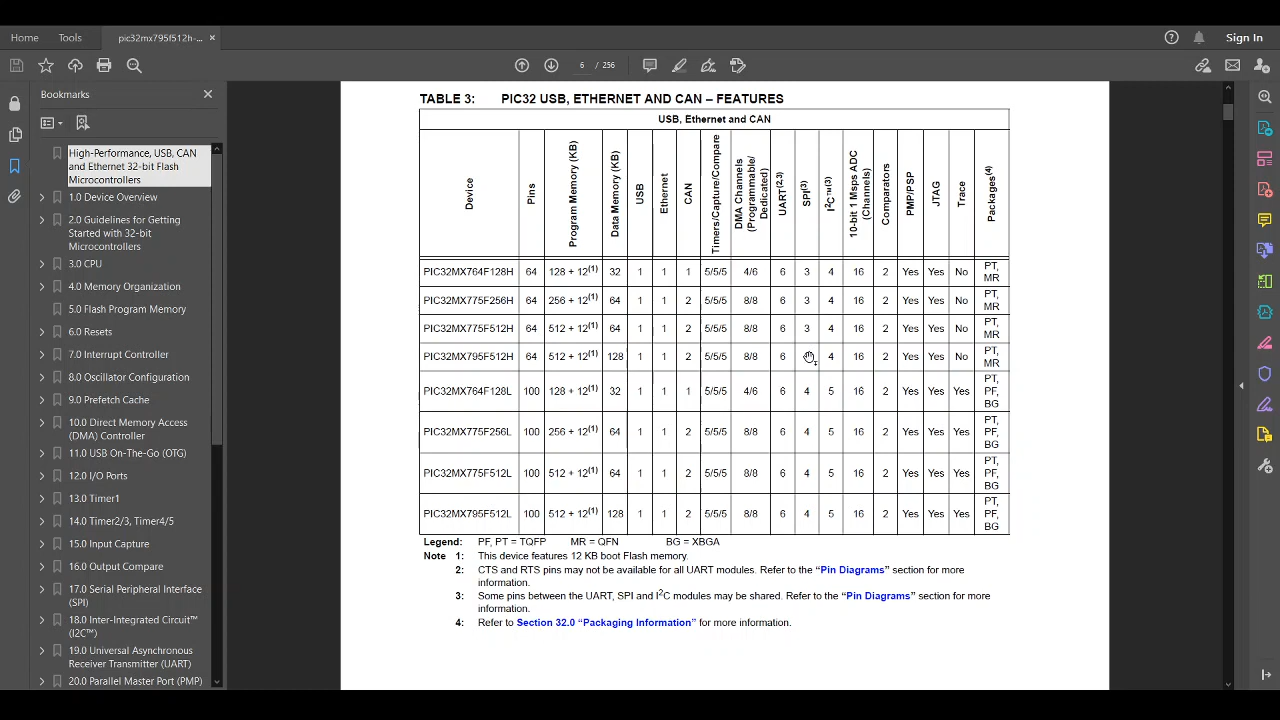 Home
Tools
pic32mx795f512h-...
Sign In
6 / 256
Bookmarks
High-Performance, USB, CAN
and Ethernet 32-bit Flash
Microcontrollers
1.0 Device Overview
2.0 Guidelines for Getting
Started with 32-bit
Microcontrollers
3.0 CPU
4.0 Memory Organization
5.0 Flash Program Memory
6.0 Resets
7.0 Interrupt Controller
8.0 Oscillator Configuration
9.0 Prefetch Cache
10.0 Direct Memory Access
(DMA) Controller
11.0 USB On-The-Go (OTG)
12.0 I/O Ports
13.0 Timer1
14.0 Timer2/3, Timer4/5
15.0 Input Capture
16.0 Output Compare
17.0 Serial Peripheral Interface
(SPI)
18.0 Inter-Integrated Circuit™
(I2C™)
19.0 Universal Asynchronous
Receiver Transmitter (UART)
20.0 Parallel Master Port (PMP)
TABLE 3: PIC32 USB, ETHERNET AND CAN – FEATURES
USB, Ethernet and CAN
Device
Pins
Program Memory (KB)
Data Memory (KB)
USB
Ethernet
CAN
Timers/Capture/Compare
DMA Channels
(Programmable/
Dedicated)
UART(2,3)
SPI(3)
I2C™(3)
10-bit 1 Msps ADC
(Channels)
Comparators
PMP/PSP
JTAG
Trace
Packages(4)
PIC32MX764F128H 64 128 + 12(1) 32 1 1 1 5/5/5 4/6 6 3 4 16 2 Yes Yes No PT, MR
PIC32MX775F256H 64 256 + 12(1) 64 1 1 2 5/5/5 8/8 6 3 4 16 2 Yes Yes No PT, MR
PIC32MX775F512H 64 512 + 12(1) 64 1 1 2 5/5/5 8/8 6 3 4 16 2 Yes Yes No PT, MR
PIC32MX795F512H 64 512 + 12(1) 128 1 1 2 5/5/5 8/8 6 4 16 2 Yes Yes No PT, MR
PIC32MX764F128L 100 128 + 12(1) 32 1 1 1 5/5/5 4/6 6 4 5 16 2 Yes Yes Yes PT, PF, BG
PIC32MX775F256L 100 256 + 12(1) 64 1 1 2 5/5/5 8/8 6 4 5 16 2 Yes Yes Yes PT, PF, BG
PIC32MX775F512L 100 512 + 12(1) 64 1 1 2 5/5/5 8/8 6 4 5 16 2 Yes Yes Yes PT, PF, BG
PIC32MX795F512L 100 512 + 12(1) 128 1 1 2 5/5/5 8/8 6 4 5 16 2 Yes Yes Yes PT, PF, BG
Legend: PF, PT = TQFP MR = QFN BG = XBGA
Note 1: This device features 12 KB boot Flash memory.
2: CTS and RTS pins may not be available for all UART modules. Refer to the “Pin Diagrams” section for more
information.
3: Some pins between the UART, SPI and I2C modules may be shared. Refer to the “Pin Diagrams” section for more
information.
4: Refer to Section 32.0 “Packaging Information” for more information.